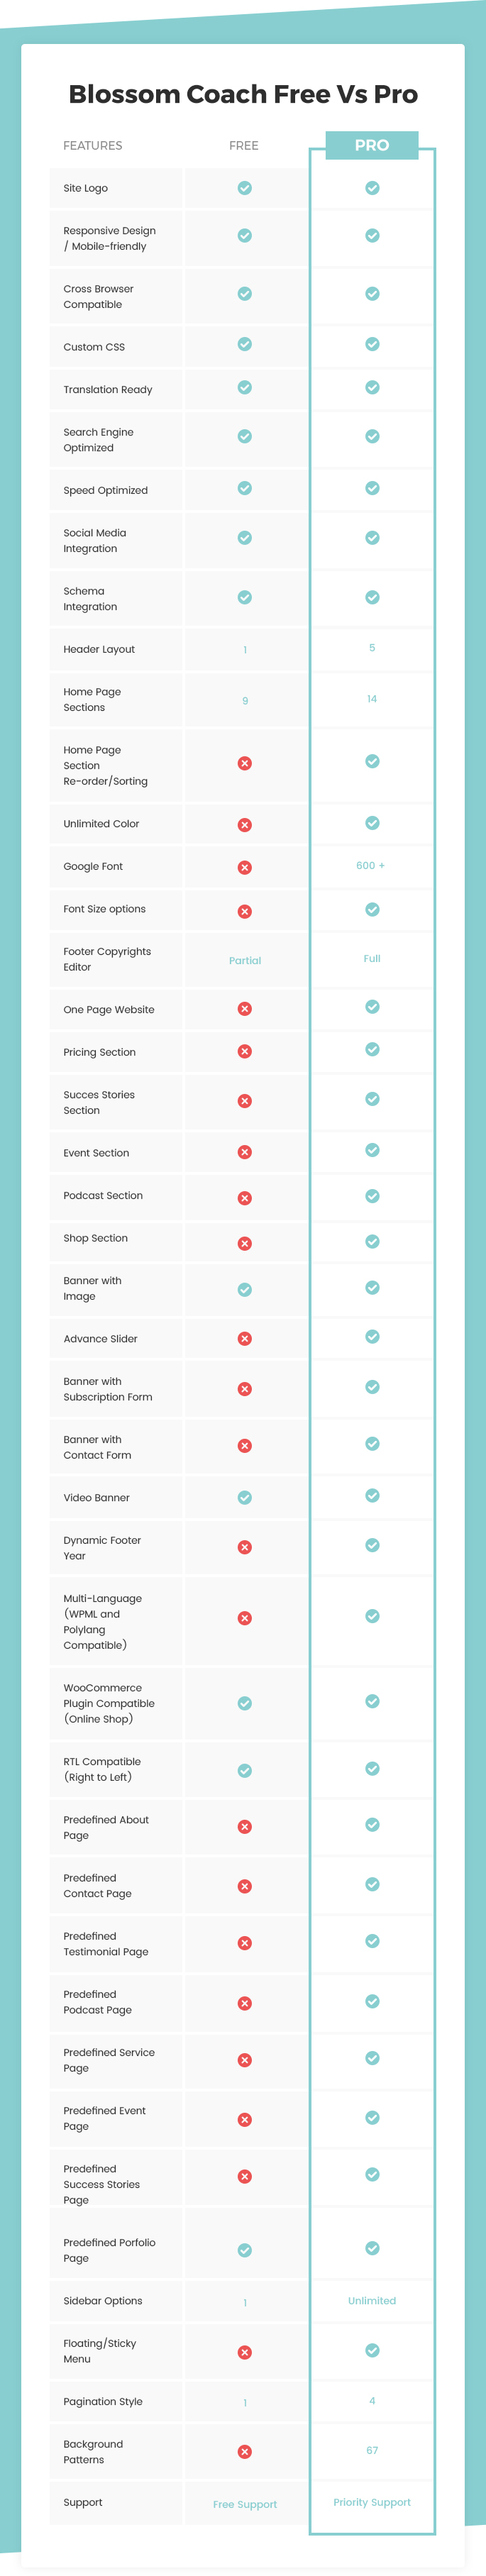 Blossom Coach Free Vs Pro
FEATURES FREE PRO
Site Logo
Responsive Design
/ Mobile-friendly
Cross Browser
Compatible
Custom CSS
Translation Ready
Search Engine
Optimized
Speed Optimized
Social Media
Integration
Schema
Integration
Header Layout 1 5
Home Page
Sections 9 14
Home Page
Section
Re-order/Sorting
Unlimited Color
Google Font 600 +
Font Size options
Footer Copyrights
Editor Partial Full
One Page Website
Pricing Section
Succes Stories
Section
Event Section
Podcast Section
Shop Section
Banner with
Image
Advance Slider
Banner with
Subscription Form
Banner with
Contact Form
Video Banner
Dynamic Footer
Year
Multi-Language
(WPML and
Polylang
Compatible)
WooCommerce
Plugin Compatible
(Online Shop)
RTL Compatible
(Right to Left)
Predefined About
Page
Predefined
Contact Page
Predefined
Testimonial Page
Predefined
Podcast Page
Predefined Service
Page
Predefined Event
Page
Predefined
Success Stories
Page
Predefined Porfolio
Page
Sidebar Options 1 Unlimited
Floating/Sticky
Menu
Pagination Style 1 4
Background
Patterns 67
Support Free Support Priority Support